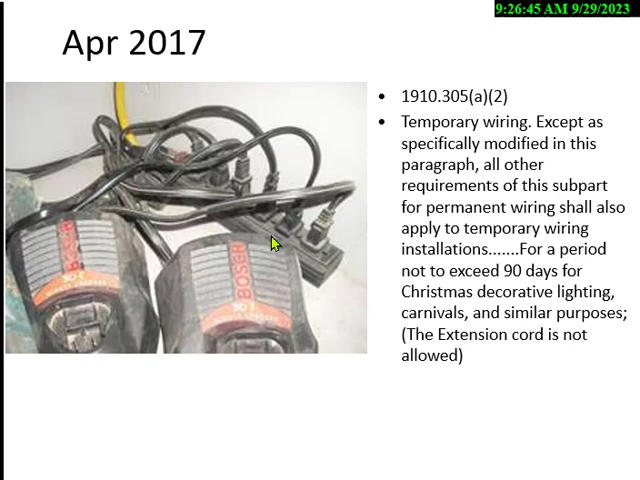 9:26:45 AM 9/29/2023
Apr 2017
• 1910.305(a)(2)
• Temporary wiring. Except as
specifically modified in this
paragraph, all other
requirements of this subpart
for permanent wiring shall also
apply to temporary wiring
installations.......For a period
not to exceed 90 days for
Christmas decorative lighting,
carnivals, and similar purposes;
(The Extension cord is not
allowed)
BOSCH
BOSCH